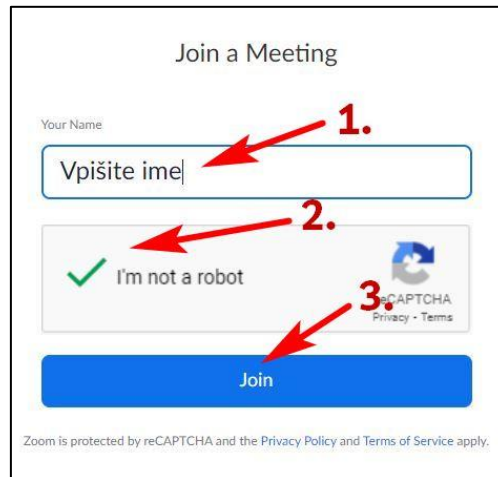 Join a Meeting
Your Name
1.
Vpišite ime
2.
I'm not a robot
reCAPTCHA
3.
Privacy - Terms
Join
Zoom is protected by reCAPTCHA and the Privacy Policy and Terms of Service apply.